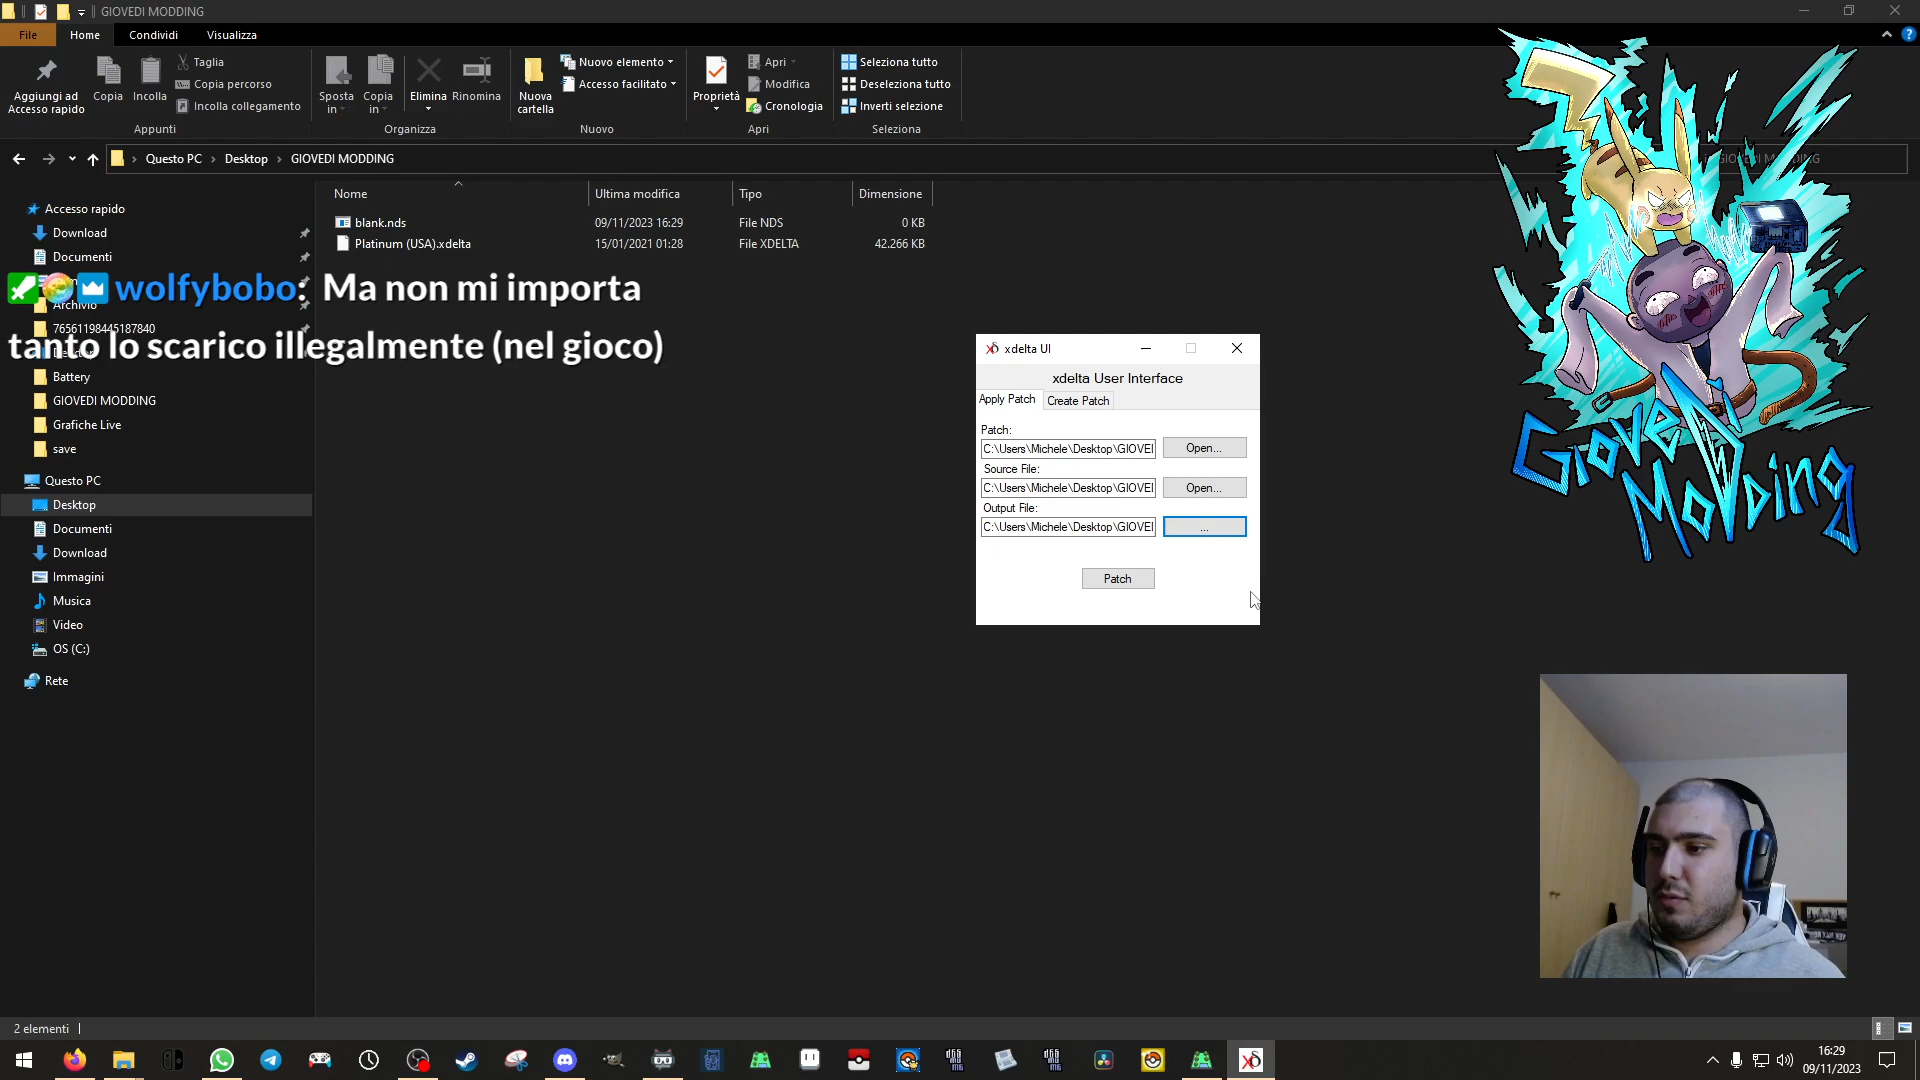 GIOVEDI MODDING
File
Home
Condividi
Visualizza
Aggiungi ad
Accesso rapido
Copia
Incolla
Taglia
Copia percorso
Incolla collegamento
Appunti
Sposta
in
Copia
in
Elimina
Rinomina
Organizza
Nuova
cartella
Nuovo elemento
Accesso facilitato
Nuovo
Proprietà
Apri
Modifica
Cronologia
Apri
Seleziona tutto
Deseleziona tutto
Inverti selezione
Seleziona
Questo PC > Desktop > GIOVEDI MODDING
Nome
Ultima modifica
Tipo
Dimensione
blank.nds 09/11/2023 16:29 File NDS 0 KB
Platinum (USA).xdelta 15/01/2021 01:28 File XDELTA 42.266 KB
Accesso rapido
Download
Documenti
wolfybobo: Ma non mi importa
tanto lo scarico illegalmente (nel gioco)
Archivio
76561198445187840
Battery
GIOVEDI MODDING
Grafiche Live
save
Questo PC
Desktop
Documenti
Download
Immagini
Musica
Video
OS (C:)
Rete
xdelta UI
xdelta User Interface
Apply Patch
Create Patch
Patch:
C:\Users\Michele\Desktop\GIOVEI
Open...
Source File:
C:\Users\Michele\Desktop\GIOVEI
Open...
Output File:
C:\Users\Michele\Desktop\GIOVEI
...
Patch
Giovedì
Modding
2 elementi
16:29
09/11/2023